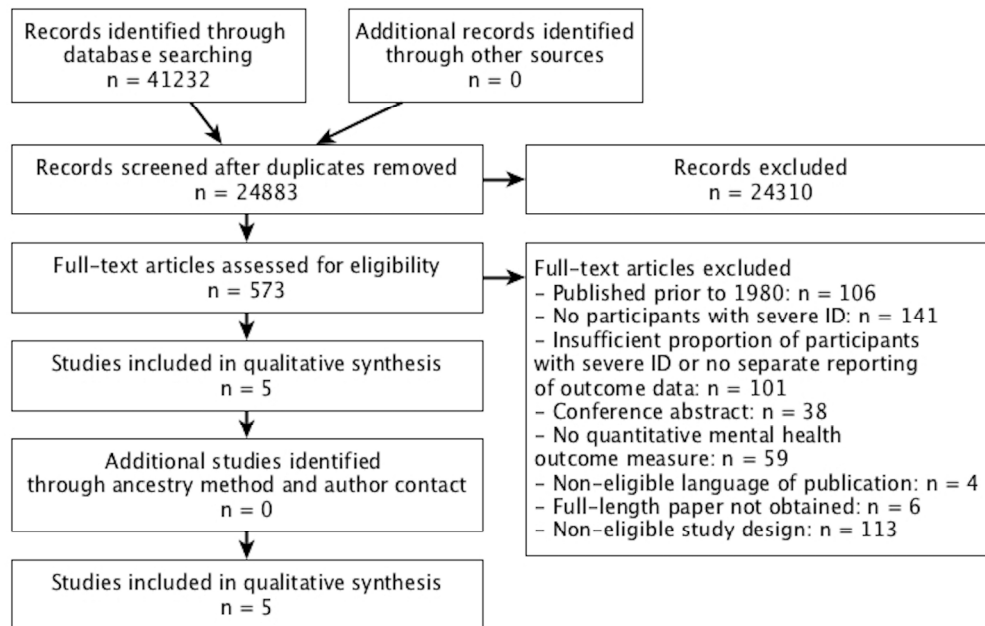 Records identified through
database searching
n = 41232
Additional records identified
through other sources
n = 0
Records screened after duplicates removed
n = 24883
Records excluded
n = 24310
Full-text articles assessed for eligibility
n = 573
Full-text articles excluded
– Published prior to 1980: n = 106
– No participants with severe ID: n = 141
– Insufficient proportion of participants
with severe ID or no separate reporting
of outcome data: n = 101
– Conference abstract: n = 38
– No quantitative mental health
outcome measure: n = 59
– Non-eligible language of publication: n = 4
– Full-length paper not obtained: n = 6
– Non-eligible study design: n = 113
Studies included in qualitative synthesis
n = 5
Additional studies identified
through ancestry method and author contact
n = 0
Studies included in qualitative synthesis
n = 5